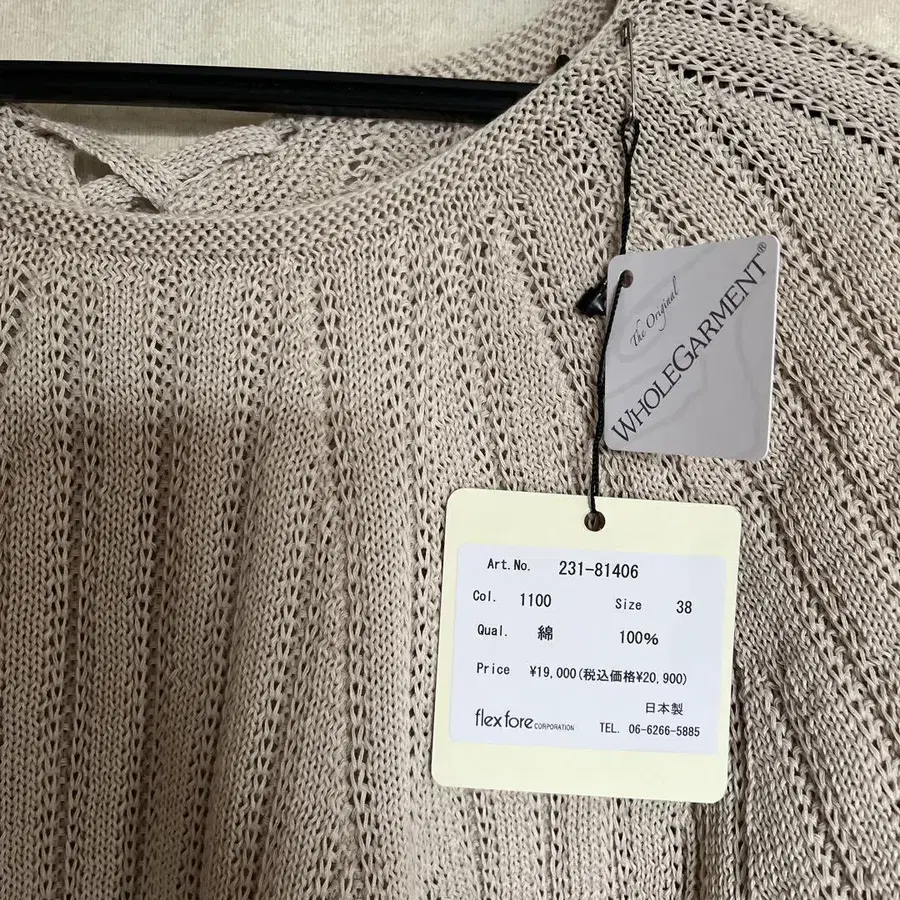 The Original
WHOLEGARMENT®
Art.No. 231-81406
Col. 1100 Size 38
Qual. 綿 100%
Price ¥19,000(税込価格¥20,900)
日本製
flex fore CORPORATION TEL. 06-6266-5885